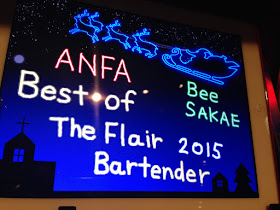 ANFA
Bee
SAKAE
Best of
The Flair 2015
Bartender